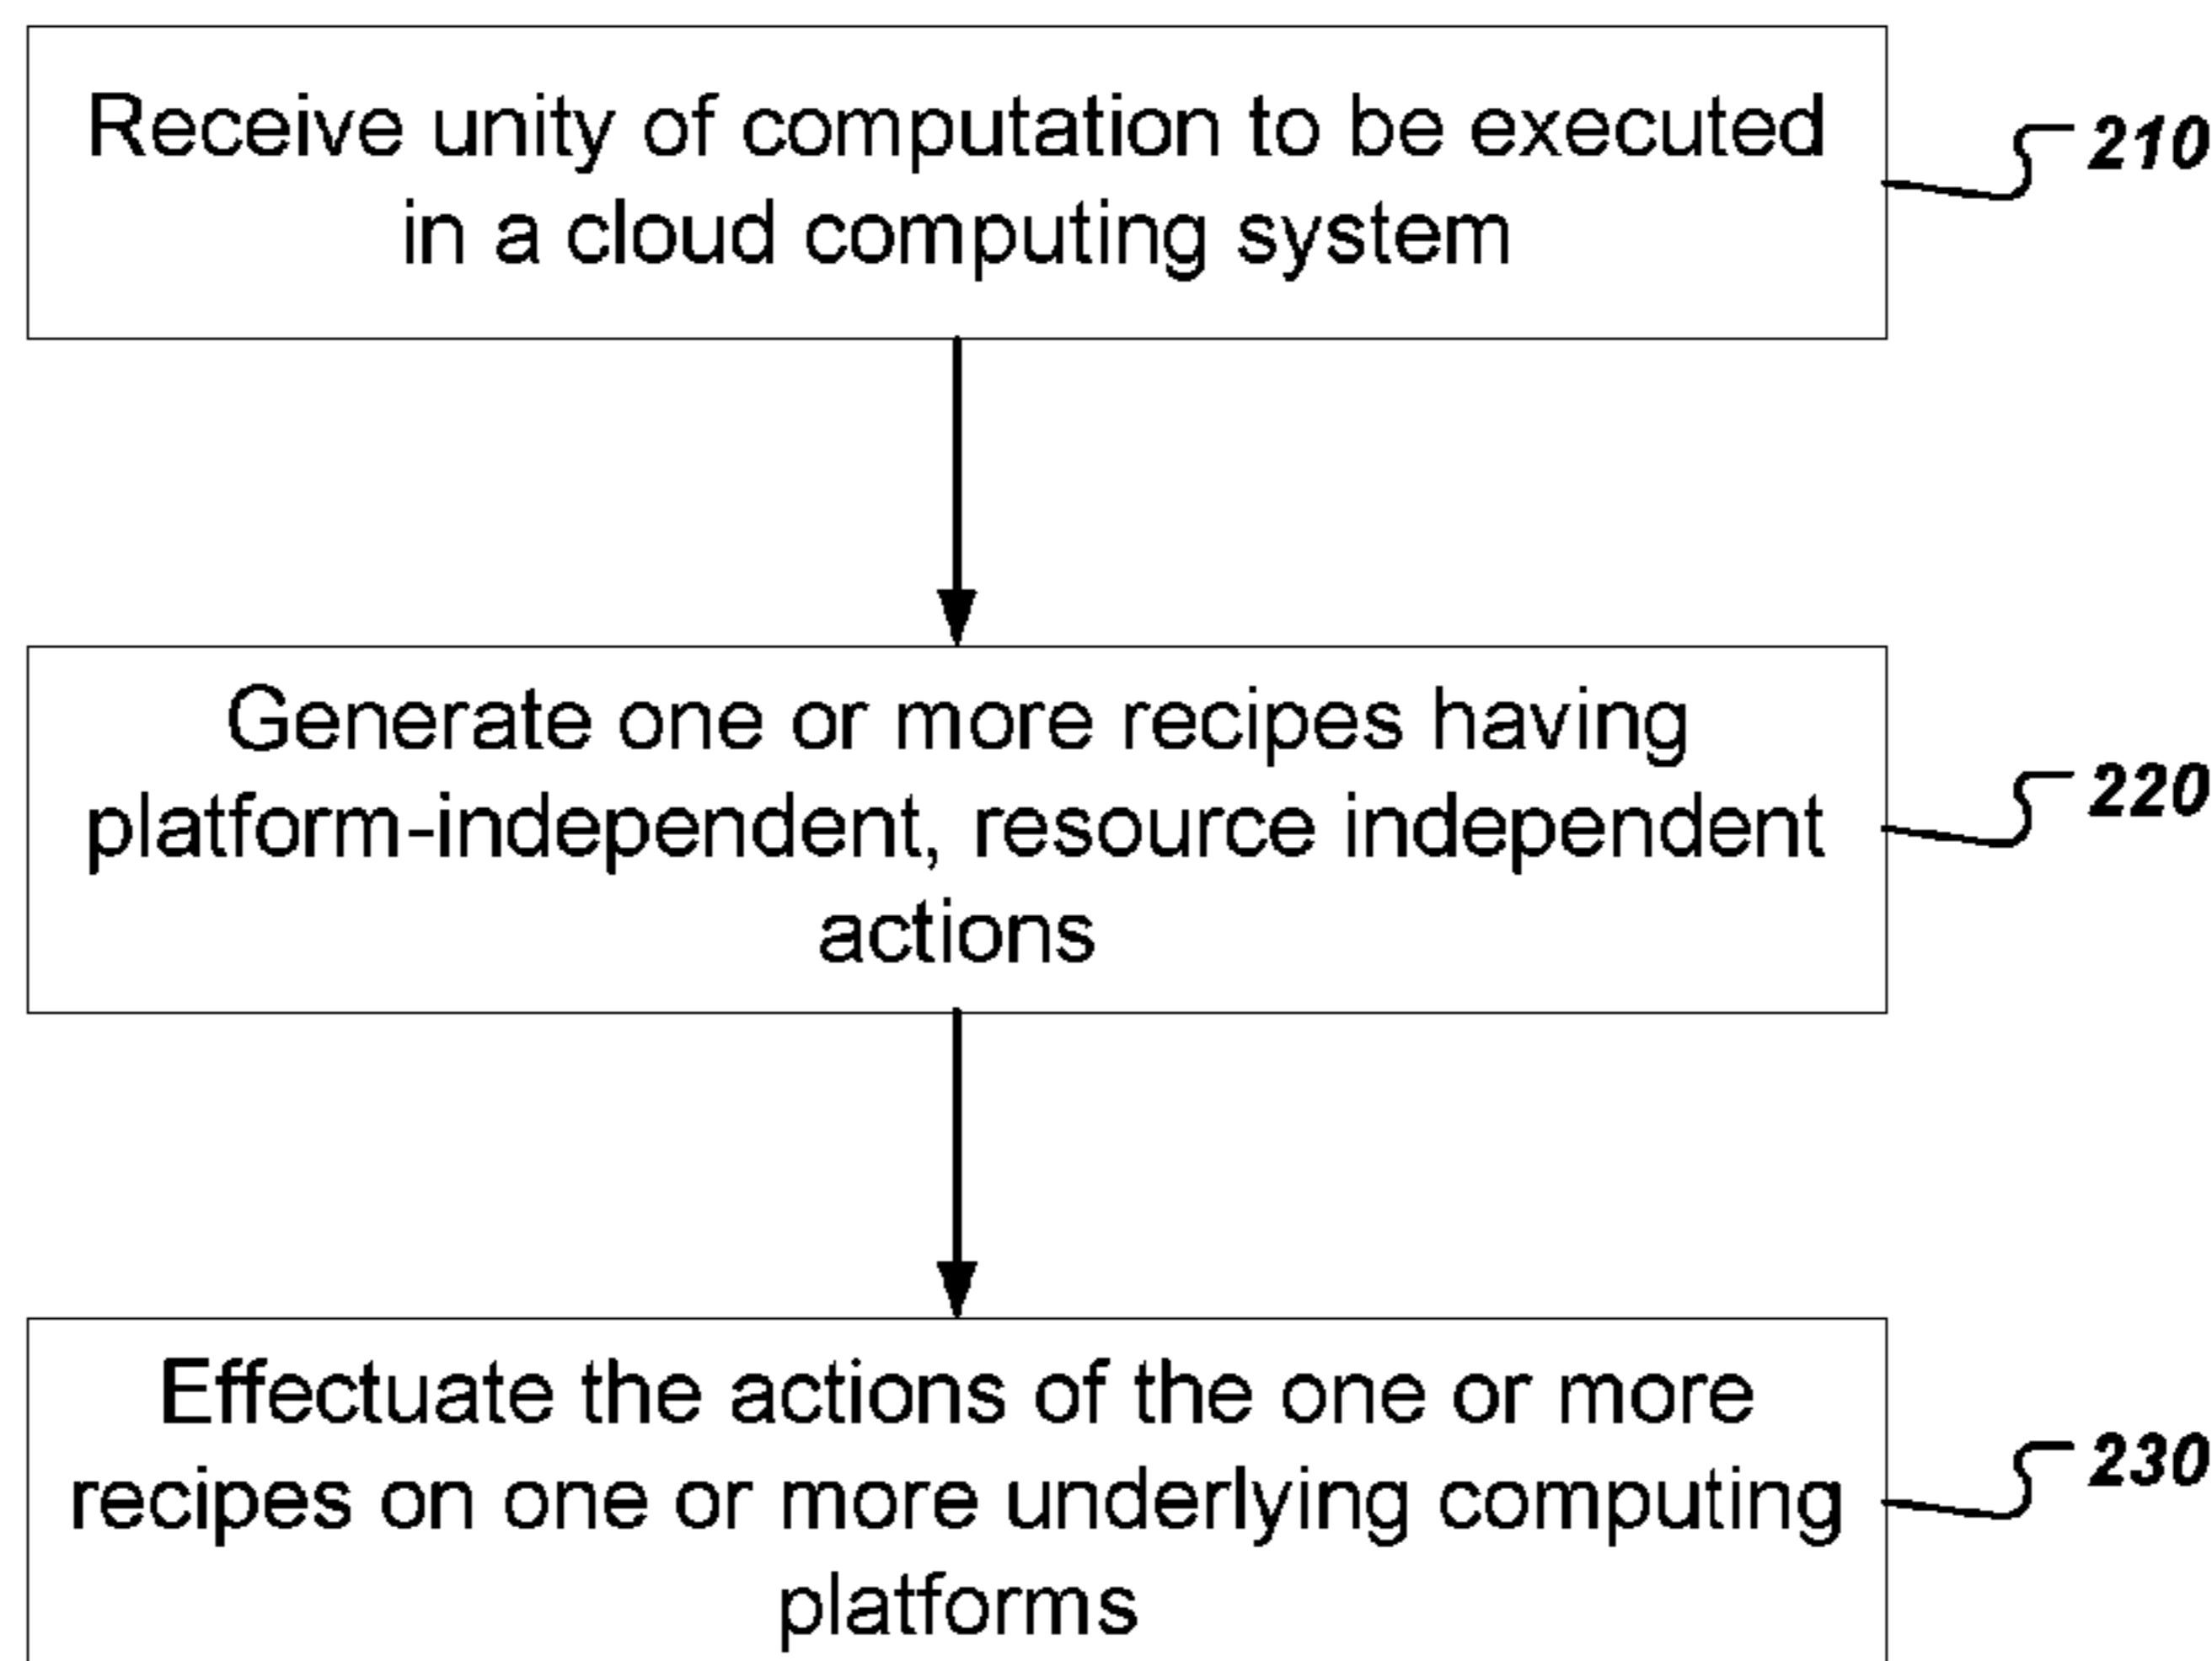 Receive unity of computation to be executed
in a cloud computing system
210
Generate one or more recipes having
platform-independent, resource independent
actions
220
Effectuate the actions of the one or more
recipes on one or more underlying computing
platforms
230